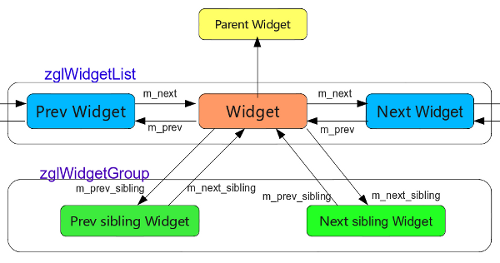 Parent Widget
zglWidgetList
m_next
m_next
Prev Widget
Widget
Next Widget
m_prev
m_prev
zglWidgetGroup
m_prev_sibling
m_next_sibling
m_prev_sibling
m_next_sibling
Prev sibling Widget
Next sibling Widget